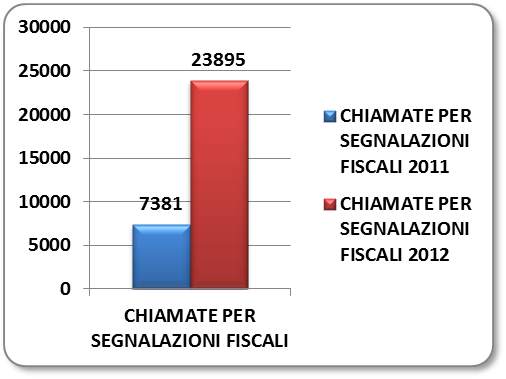 30000
25000
20000
15000
10000
5000
0
23895
7381
CHIAMATE PER
SEGNALAZIONI FISCALI
CHIAMATE PER
SEGNALAZIONI
FISCALI 2011
CHIAMATE PER
SEGNALAZIONI
FISCALI 2012